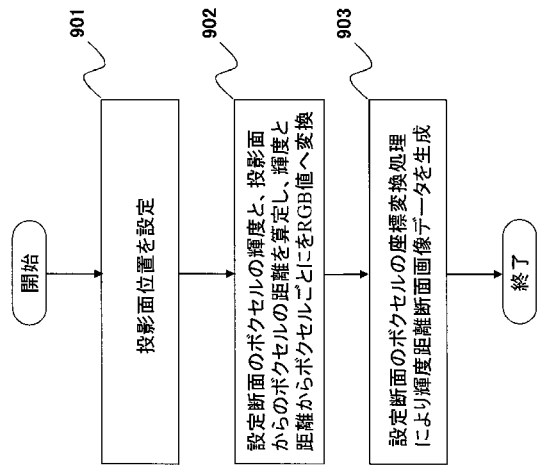 開始
901
投影面位置を設定
902
設定断面のボクセルの輝度と、投影面
からのボクセルの距離を算定し、輝度と
距離からボクセルごとにをRGB値へ変換
903
設定断面のボクセルの座標変換処理
により輝度距離断面画像データを生成
終了